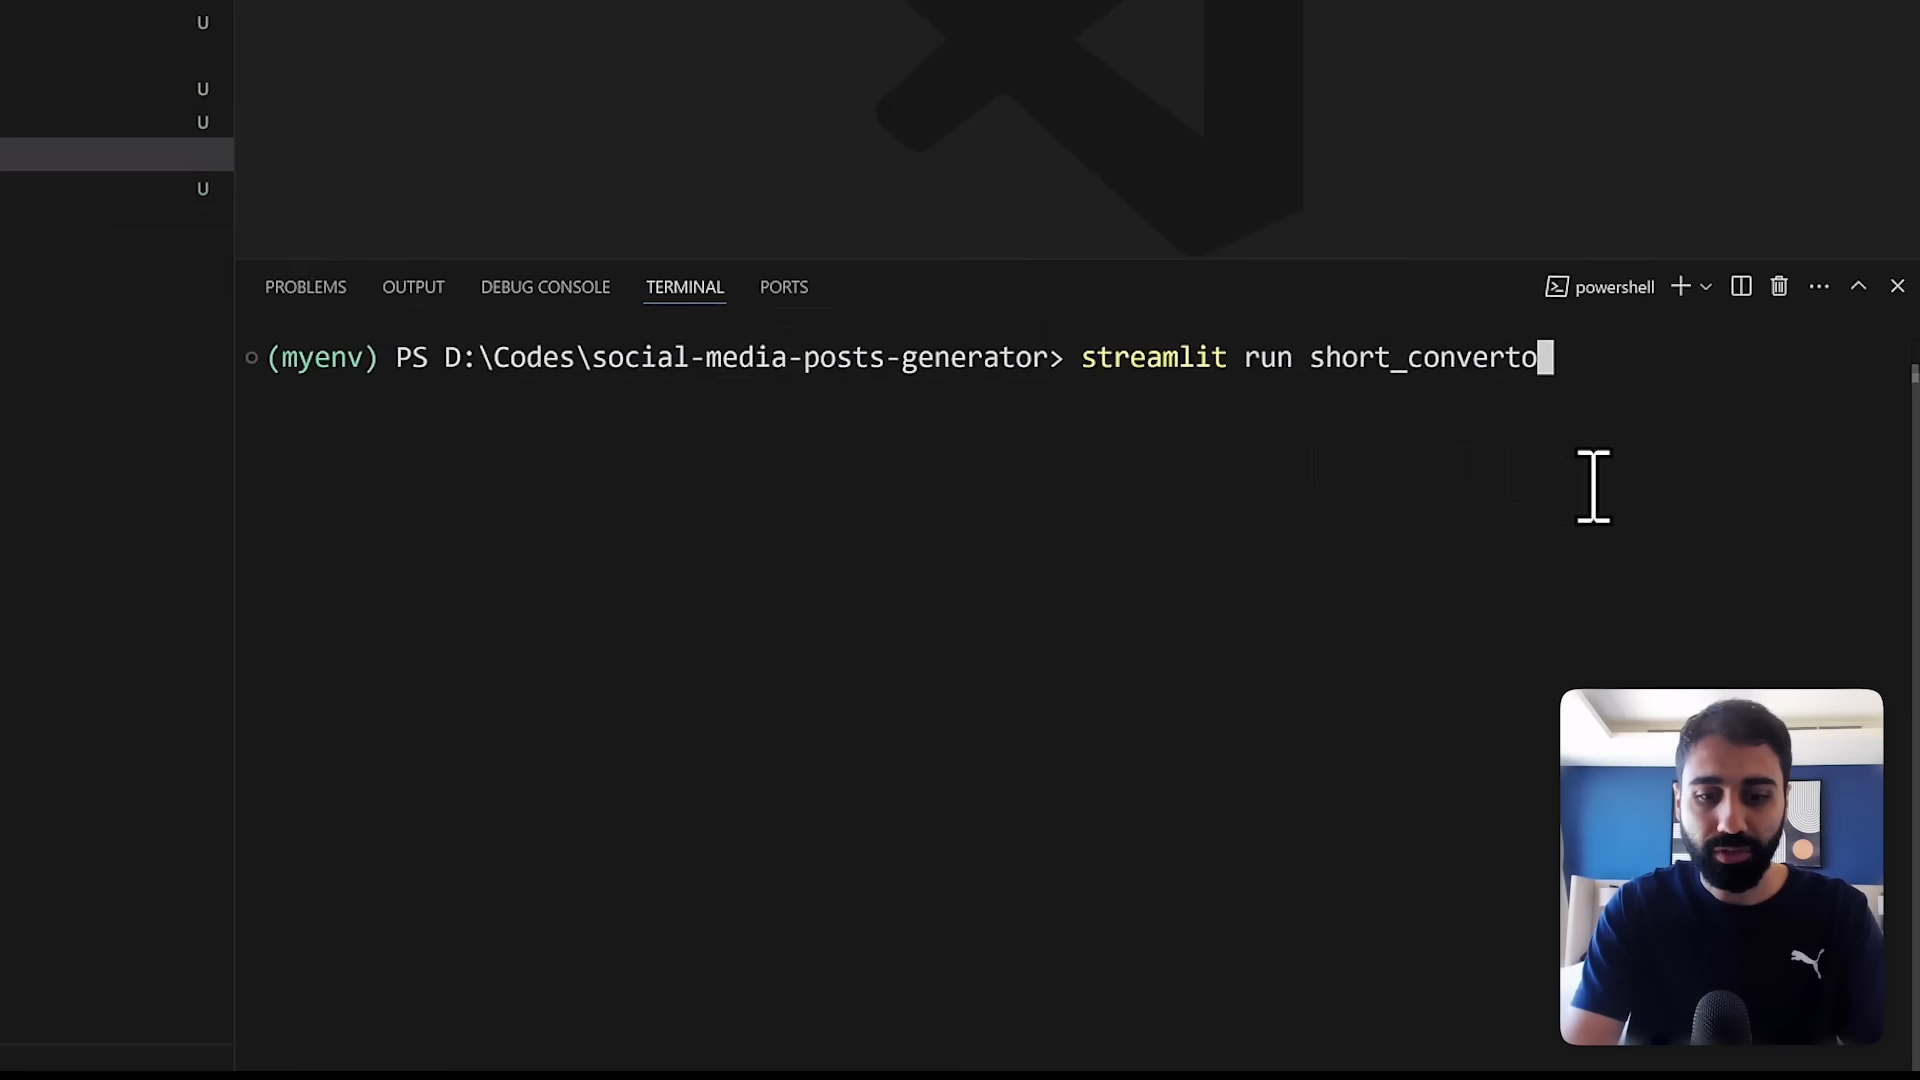 U
U
U
U
PROBLEMS OUTPUT DEBUG CONSOLE TERMINAL PORTS powershell
(myenv) PS D:\Codes\social-media-posts-generator> streamlit run short_converto